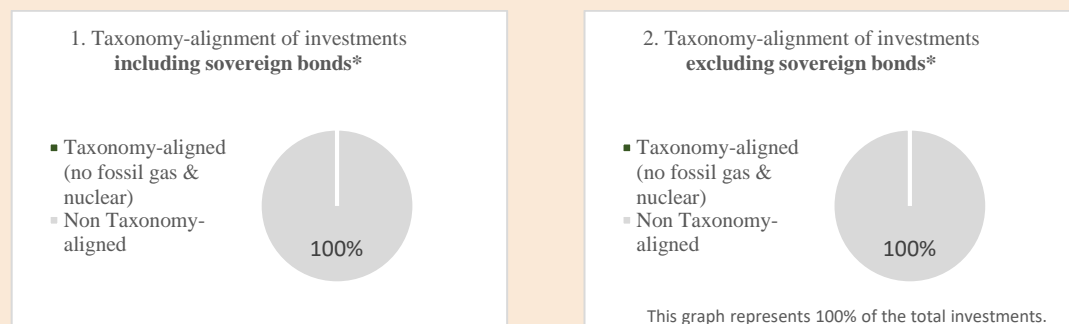 1. Taxonomy-alignment of investments
including sovereign bonds*
Taxonomy-aligned
(no fossil gas &
nuclear)
Non Taxonomy-
aligned
100%
2. Taxonomy-alignment of investments
excluding sovereign bonds*
Taxonomy-aligned
(no fossil gas &
nuclear)
Non Taxonomy-
aligned
100%
This graph represents 100% of the total investments.